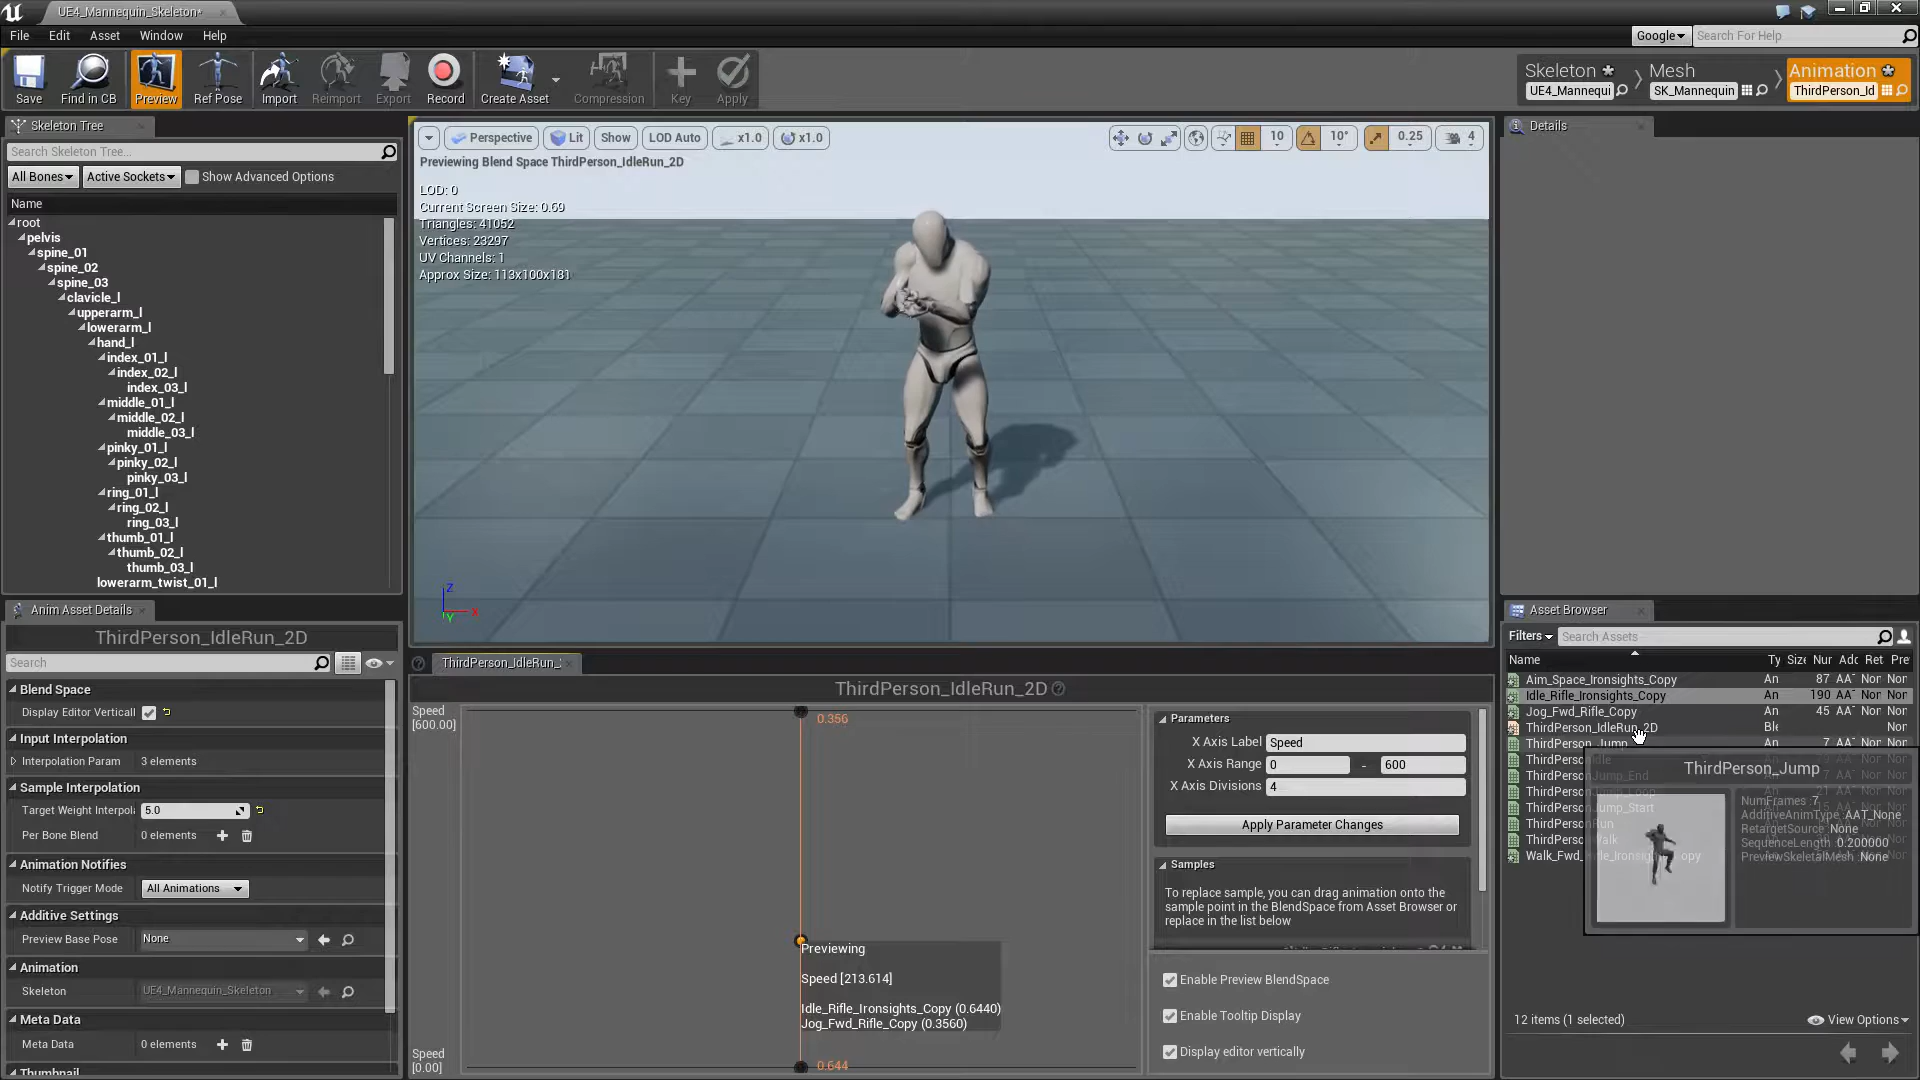 UE4_Mannequin_Skeleton*
File Edit Asset Window Help
Google
Search For Help
Save
Find in CB
Preview
Ref Pose
Import
Reimport
Export
Record
Create Asset
Compression
Key
Apply
Skeleton
UE4_Mannequi
Mesh
SK_Mannequin
Animation
ThirdPerson_Id
Skeleton Tree
Search Skeleton Tree...
All Bones
Active Sockets
Show Advanced Options
Name
root
pelvis
spine_01
spine_02
spine_03
clavicle_l
upperarm_l
lowerarm_l
hand_l
index_01_l
index_02_l
index_03_l
middle_01_l
middle_02_l
middle_03_l
pinky_01_l
pinky_02_l
pinky_03_l
ring_01_l
ring_02_l
ring_03_l
thumb_01_l
thumb_02_l
thumb_03_l
lowerarm_twist_01_l
Perspective
Lit
Show
LOD Auto
x1.0
x1.0
10
10°
0.25
4
Previewing Blend Space ThirdPerson_IdleRun_2D
LOD: 0
Current Screen Size: 0.69
Triangles: 41052
Vertices: 23297
UV Channels: 1
Approx Size: 113x100x181
Z
X
Y
Details
Anim Asset Details
ThirdPerson_IdleRun_2D
Search
Blend Space
Display Editor Verticall
Input Interpolation
Interpolation Param 3 elements
Sample Interpolation
Target Weight Interpol 5.0
Per Bone Blend 0 elements
Animation Notifies
Notify Trigger Mode All Animations
Additive Settings
Preview Base Pose None
Animation
Skeleton UE4_Mannequin_Skeleton
Meta Data
Meta Data 0 elements
Thumbnail
ThirdPerson_IdleRun_
ThirdPerson_IdleRun_2D
Speed
[600.00]
0.356
Previewing
Speed [213.614]
Idle_Rifle_Ironsights_Copy (0.6440)
Jog_Fwd_Rifle_Copy (0.3560)
Speed
[0.00]
0.644
Parameters
X Axis Label Speed
X Axis Range 0 - 600
X Axis Divisions 4
Apply Parameter Changes
Samples
To replace sample, you can drag animation onto the
sample point in the BlendSpace from Asset Browser or
replace in the list below
Enable Preview BlendSpace
Enable Tooltip Display
Display editor vertically
Asset Browser
Filters
Search Assets
Name Ty Size Nur Adc Ret Pre
Aim_Space_Ironsights_Copy An 87 AA Nor Nor
Idle_Rifle_Ironsights_Copy An 190 AA Nor Nor
Jog_Fwd_Rifle_Copy An 45 AA Nor Nor
ThirdPerson_IdleRun_2D Ble Nor
ThirdPerson_Jump An 7 AA Nor Nor
ThirdPerson_Jump
NumFrames :7
AdditiveAnimType :AAT_None
RetargetSource :None
SequenceLength :0.200000
PreviewSkeletalMesh :None
12 items (1 selected)
View Options